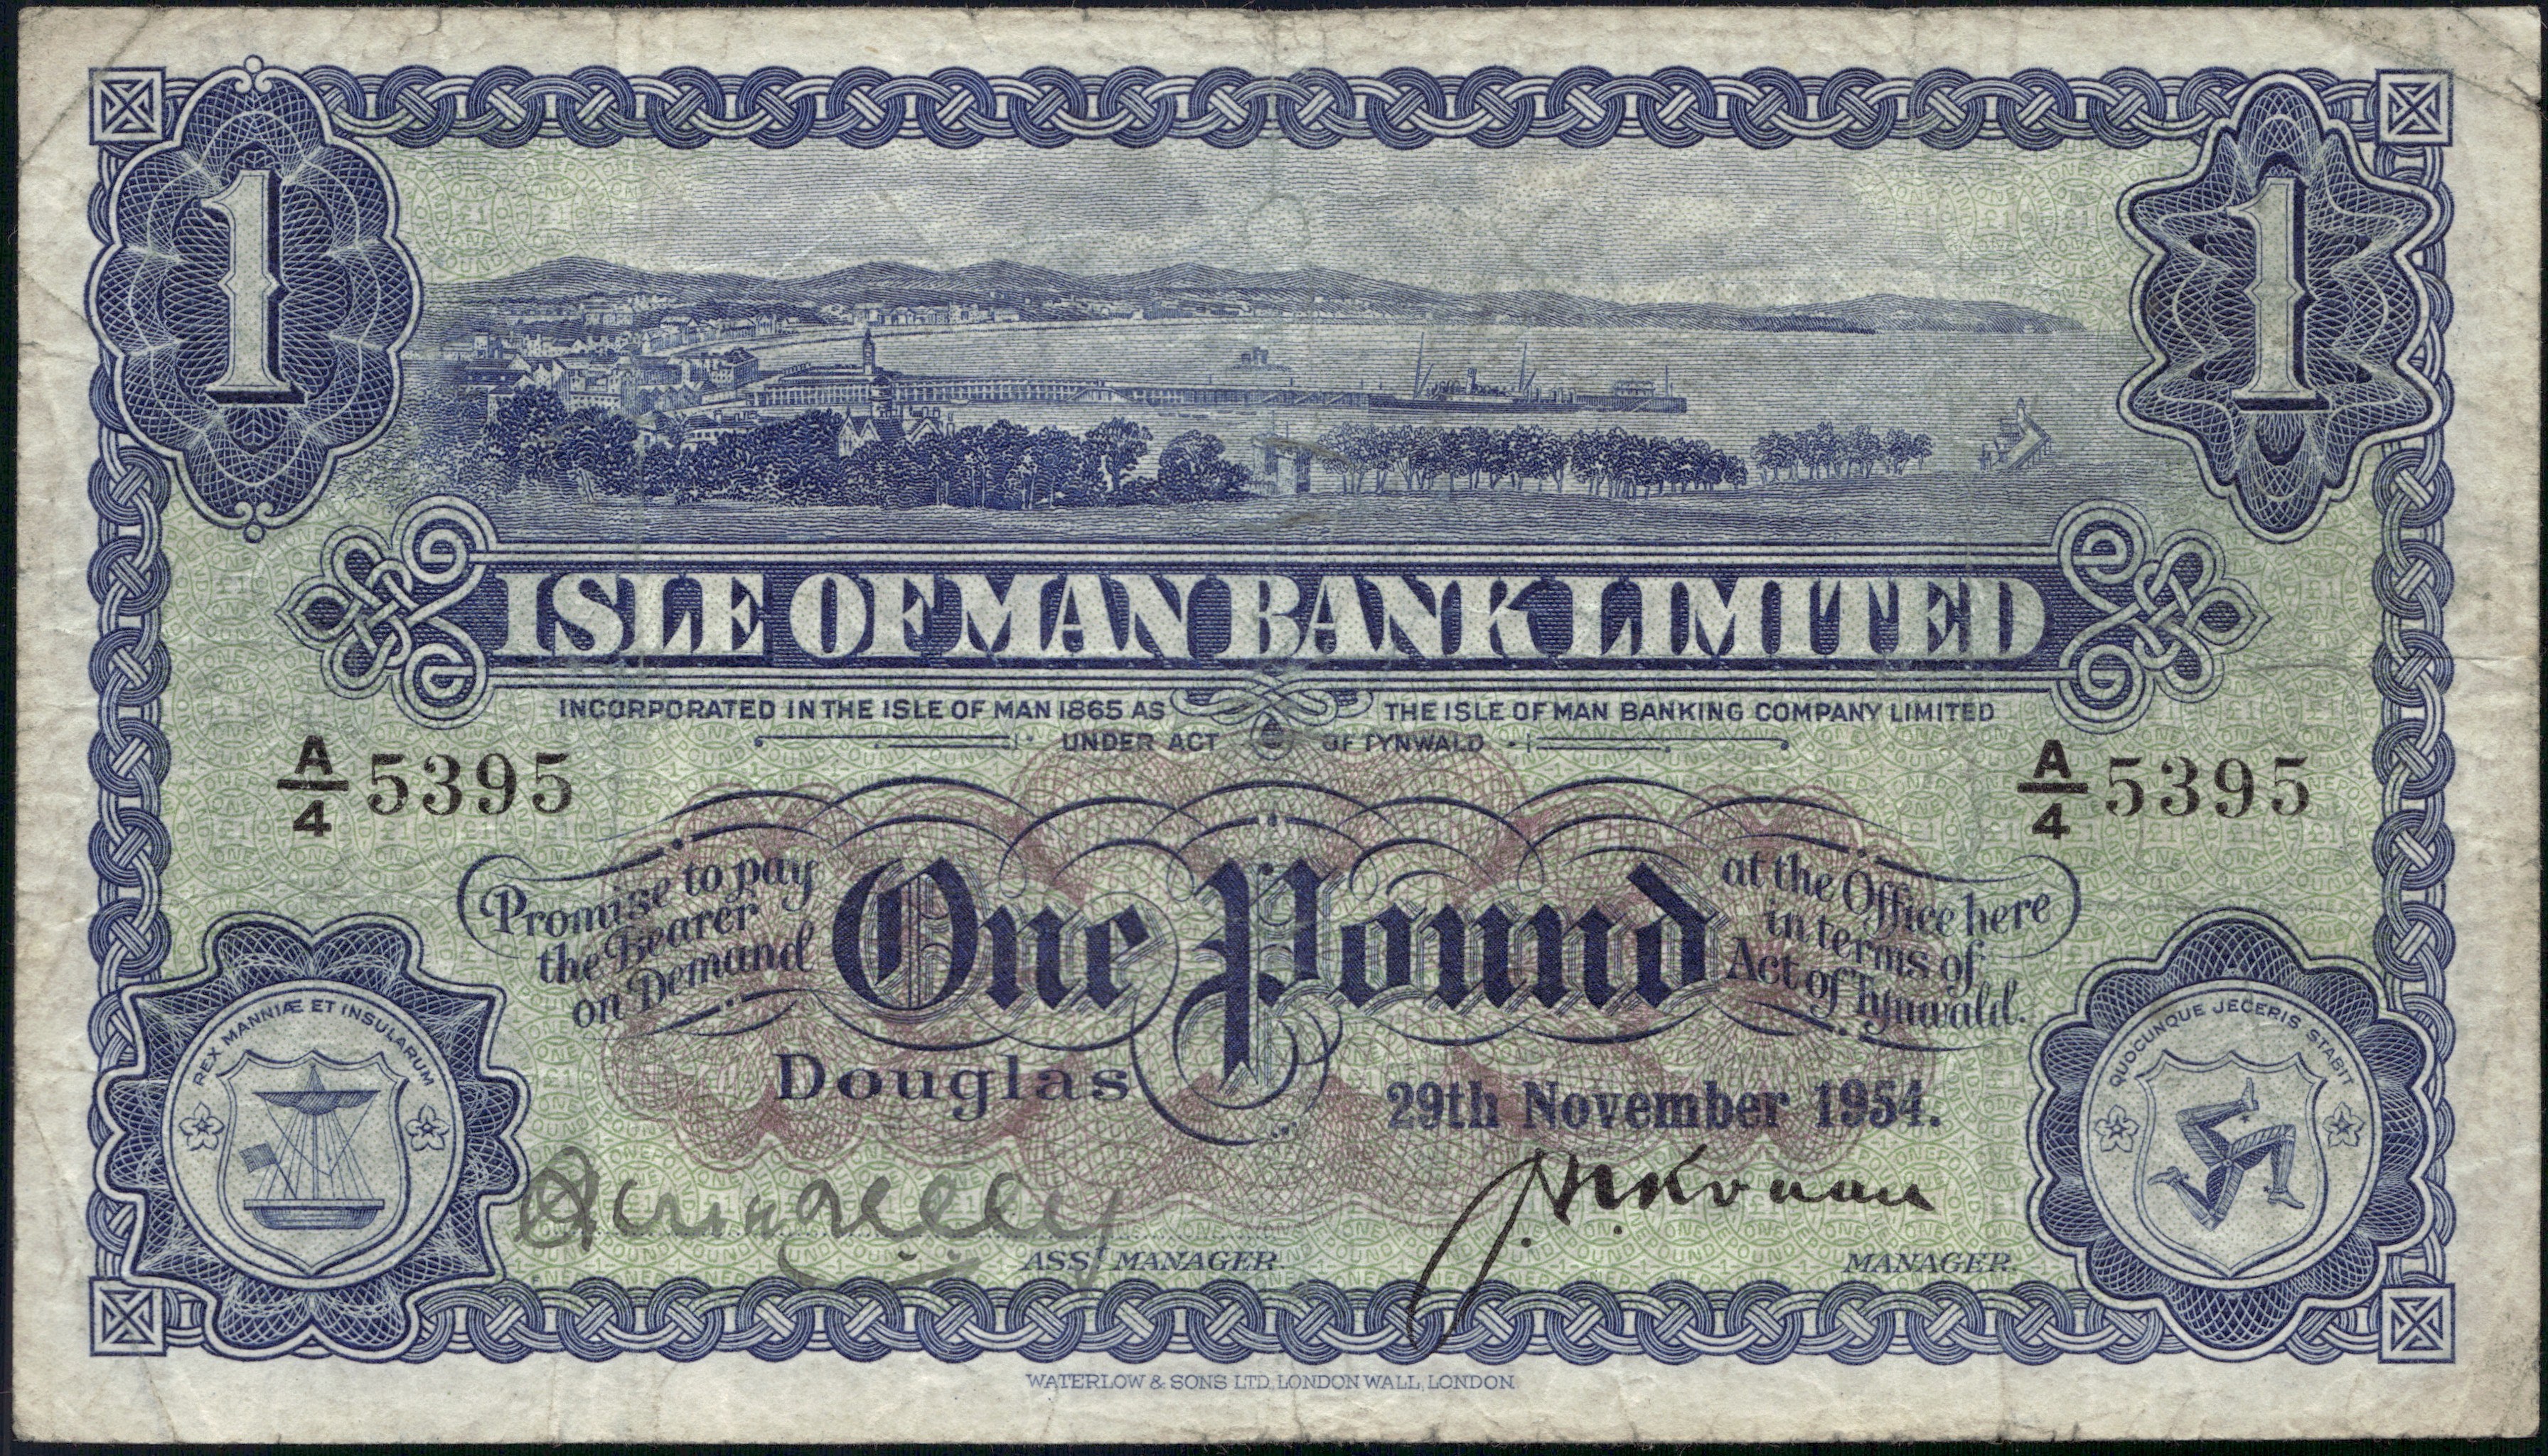 1 1
ISLE OF MAN BANK LIMITED
INCORPORATED IN THE ISLE OF MAN 1865 AS THE ISLE OF MAN BANKING COMPANY LIMITED
UNDER ACT OF TYNWALD
A/4 5395 A/4 5395
Promise to pay
the Bearer
on Demand
One Pound
at the Office here
in terms of
Act of Tynwald.
Douglas 29th November 1954.
REX MANNIÆ ET INSULARUM
QUOCUNQUE JECERIS STABIT
ASST MANAGER.
MANAGER.
WATERLOW & SONS LTD, LONDON WALL, LONDON